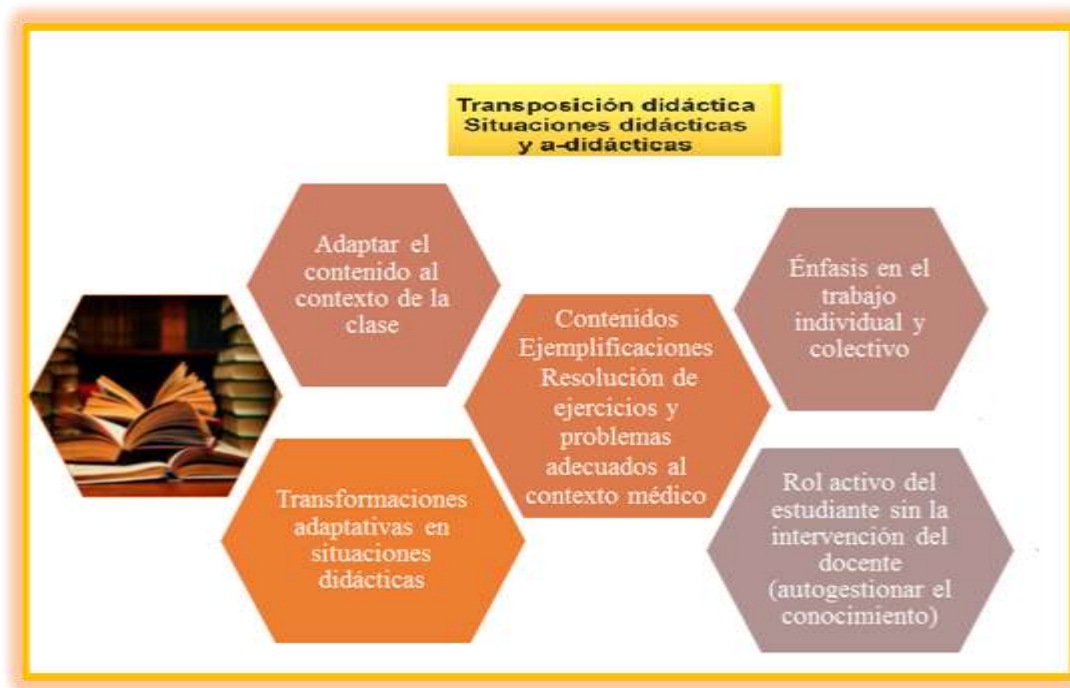 Transposición didáctica
Situaciones didácticas
y a-didácticas
Adaptar el
contenido al
contexto de la
clase
Transformaciones
adaptativas en
situaciones
didácticas
Contenidos
Ejemplificaciones
Resolución de
ejercicios y
problemas
adecuados al
contexto médico
Énfasis en el
trabajo
individual y
colectivo
Rol activo del
estudiante sin la
intervención del
docente
(autogestionar el
conocimiento)